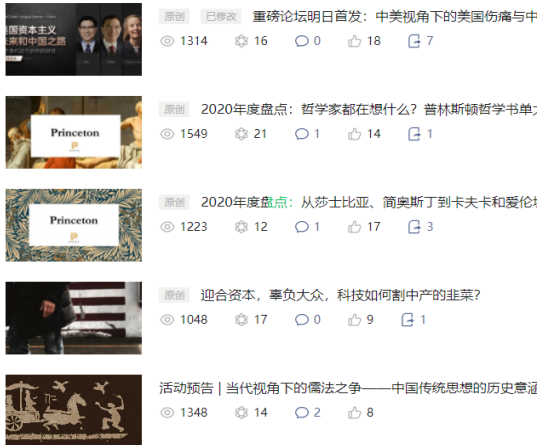 国资本主义
来和中国之路
原创 已修改 重磅论坛明日首发：中美视角下的美国伤痛与中
1314 16 0 18 7
Princeton
原创 2020年度盘点：哲学家都在想什么？普林斯顿哲学书单大
1549 21 1 14 1
Princeton
原创 2020年度盘点：从莎士比亚、简奥斯丁到卡夫卡和爱伦坡
1223 12 1 17 3
原创 迎合资本，辜负大众，科技如何割中产的韭菜？
1048 17 0 9 1
活动预告 | 当代视角下的儒法之争——中国传统思想的历史意涵
1348 14 2 8